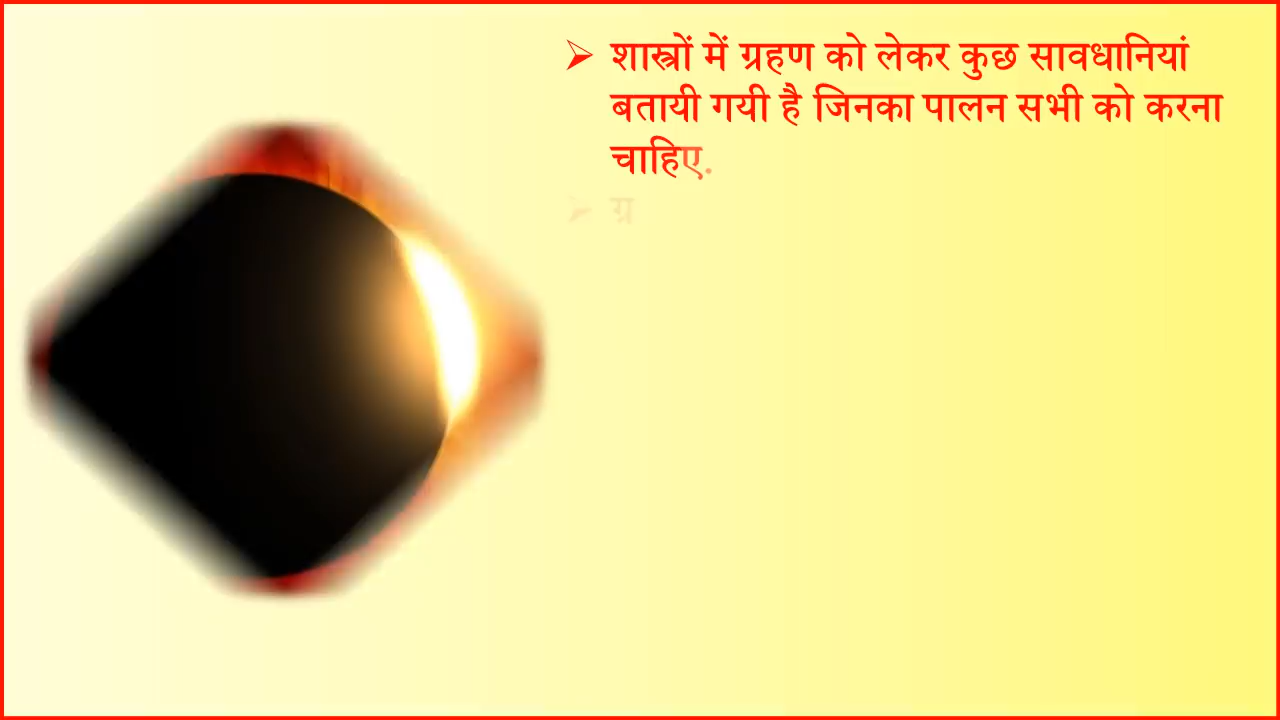 ➢ शास्त्रों में ग्रहण को लेकर कुछ सावधानियां
बतायी गयी है जिनका पालन सभी को करना
चाहिए.
➢ ग्र